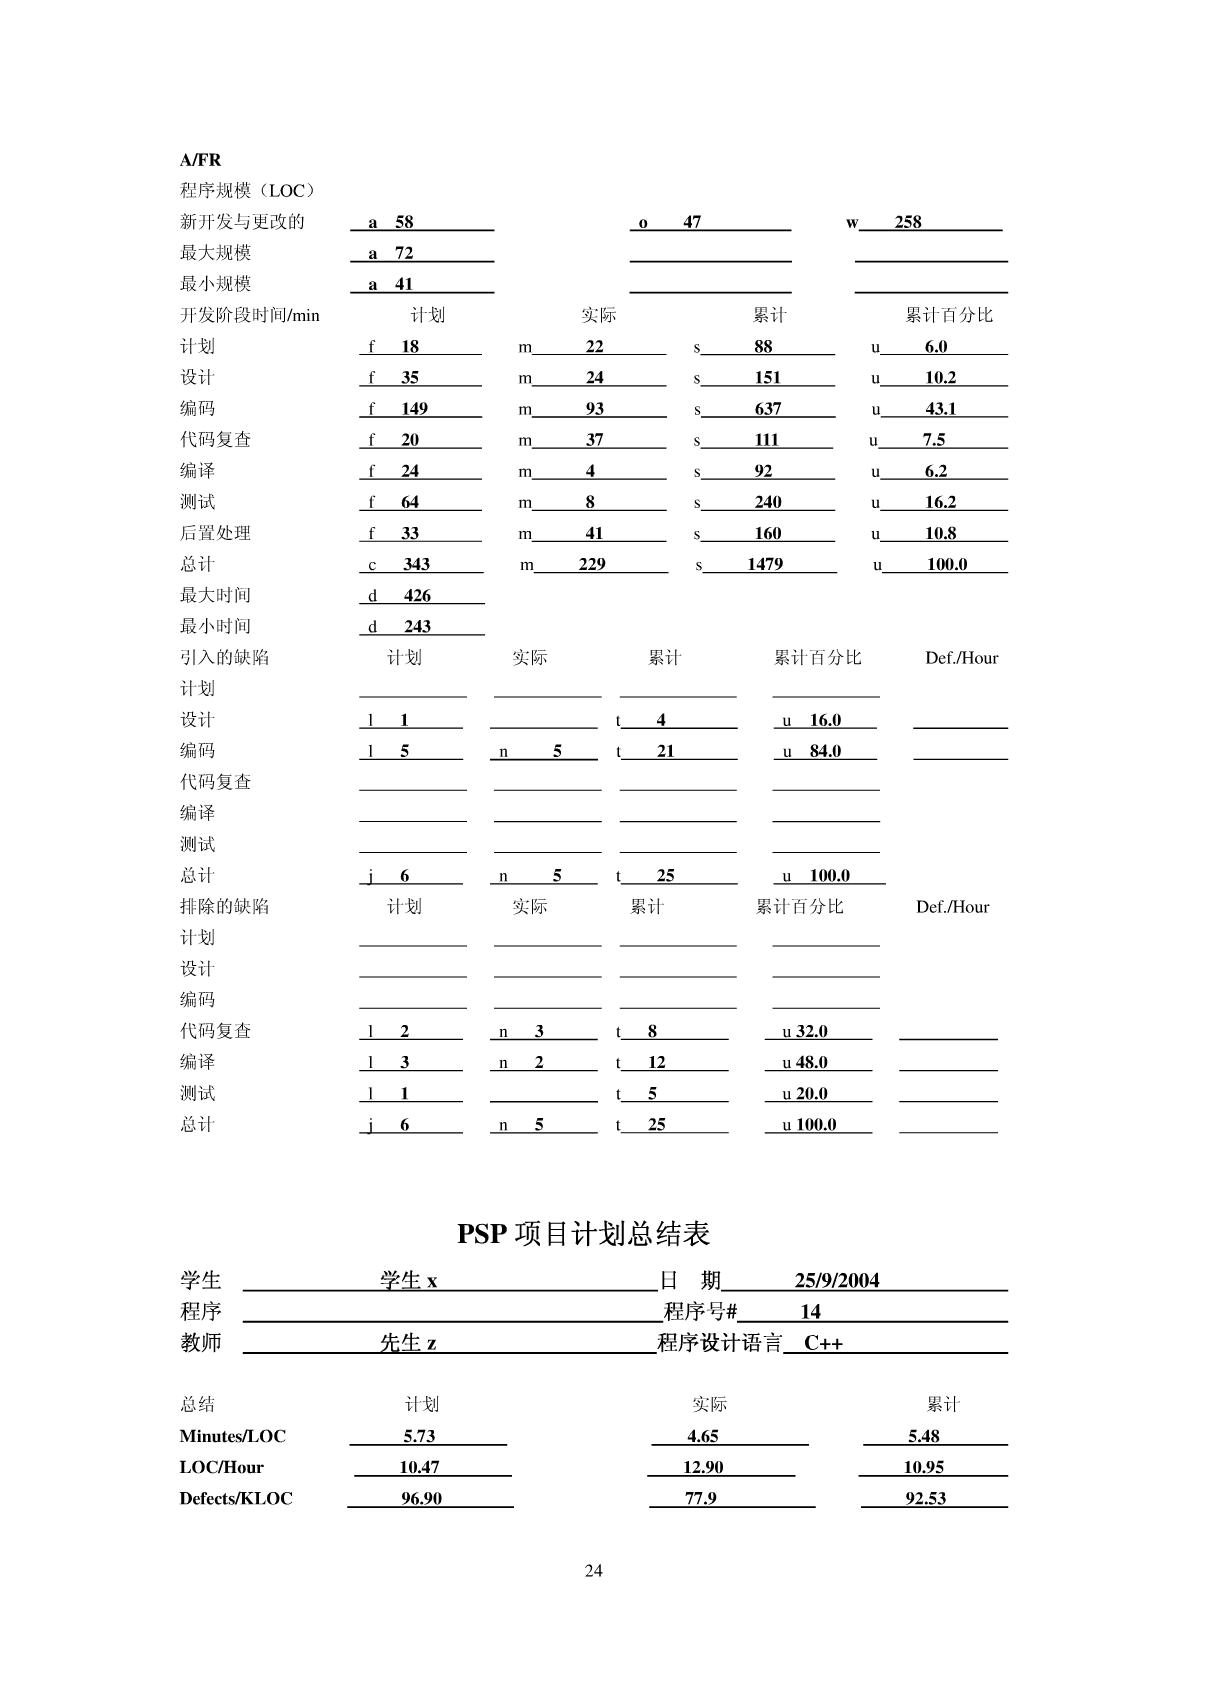 A/FR
程序规模（LOC）
新开发与更改的 a 58 o 47 w 258
最大规模 a 72
最小规模 a 41
开发阶段时间/min 计划 实际 累计 累计百分比
计划 f 18 m 22 s 88 u 6.0
设计 f 35 m 24 s 151 u 10.2
编码 f 149 m 93 s 637 u 43.1
代码复查 f 20 m 37 s 111 u 7.5
编译 f 24 m 4 s 92 u 6.2
测试 f 64 m 8 s 240 u 16.2
后置处理 f 33 m 41 s 160 u 10.8
总计 c 343 m 229 s 1479 u 100.0
最大时间 d 426
最小时间 d 243
引入的缺陷 计划 实际 累计 累计百分比 Def./Hour
计划
设计 l 1 t 4 u 16.0
编码 l 5 n 5 t 21 u 84.0
代码复查
编译
测试
总计 j 6 n 5 t 25 u 100.0
排除的缺陷 计划 实际 累计 累计百分比 Def./Hour
计划
设计
编码
代码复查 l 2 n 3 t 8 u 32.0
编译 l 3 n 2 t 12 u 48.0
测试 l 1 t 5 u 20.0
总计 j 6 n 5 t 25 u 100.0
PSP 项目计划总结表
学生 学生 x 日 期 25/9/2004
程序 程序号# 14
教师 先生 z 程序设计语言 C++
总结 计划 实际 累计
Minutes/LOC 5.73 4.65 5.48
LOC/Hour 10.47 12.90 10.95
Defects/KLOC 96.90 77.9 92.53
24